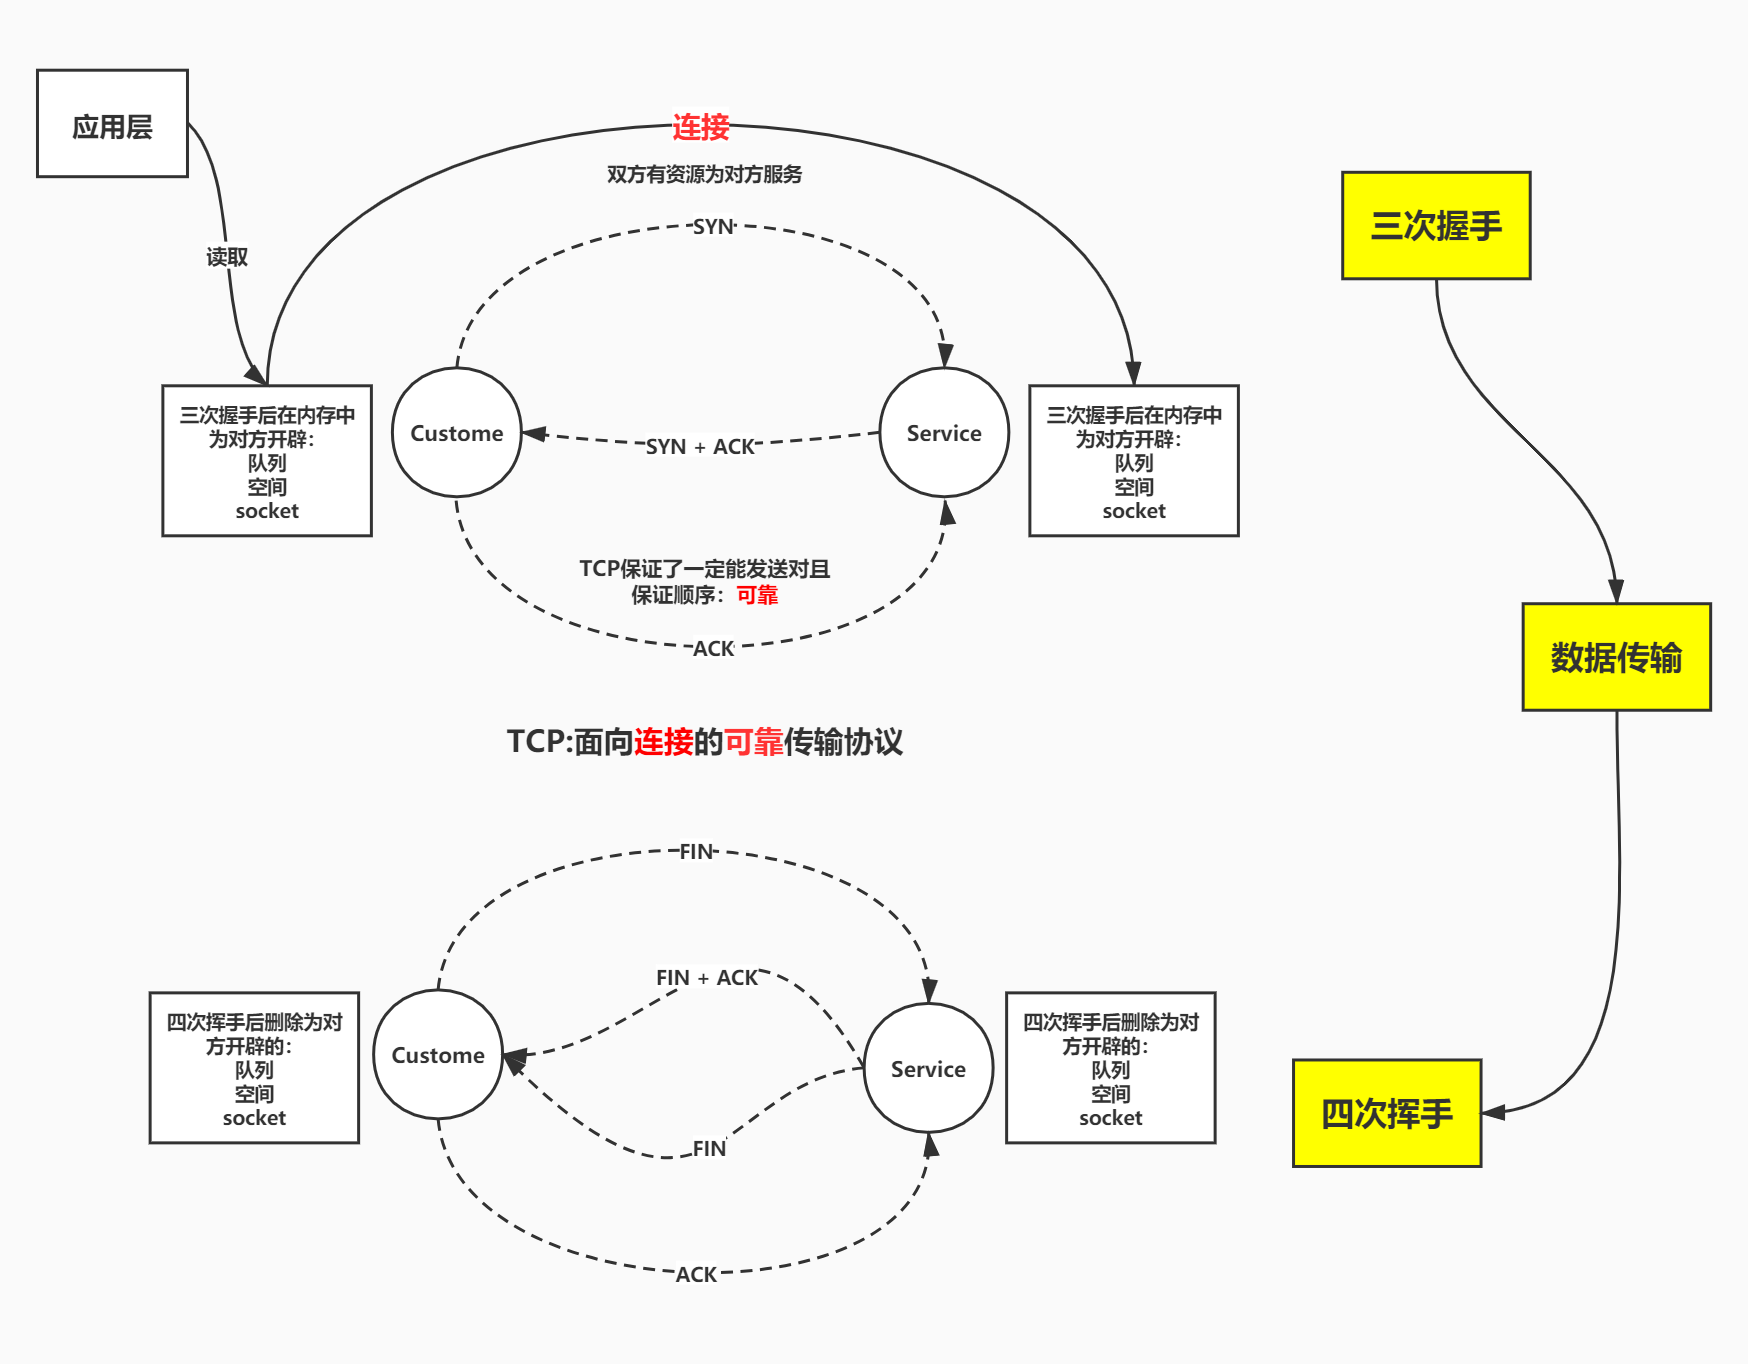 应用层
连接
双方有资源为对方服务
SYN
读取
三次握手
三次握手后在内存中
为对方开辟：
队列
空间
socket
Custome
SYN + ACK
Service
三次握手后在内存中
为对方开辟：
队列
空间
socket
TCP保证了一定能发送对且
保证顺序：可靠
ACK
数据传输
TCP:面向连接的可靠传输协议
FIN
FIN + ACK
四次挥手后删除为对
方开辟的：
队列
空间
socket
Custome
Service
四次挥手后删除为对
方开辟的：
队列
空间
socket
FIN
四次挥手
ACK